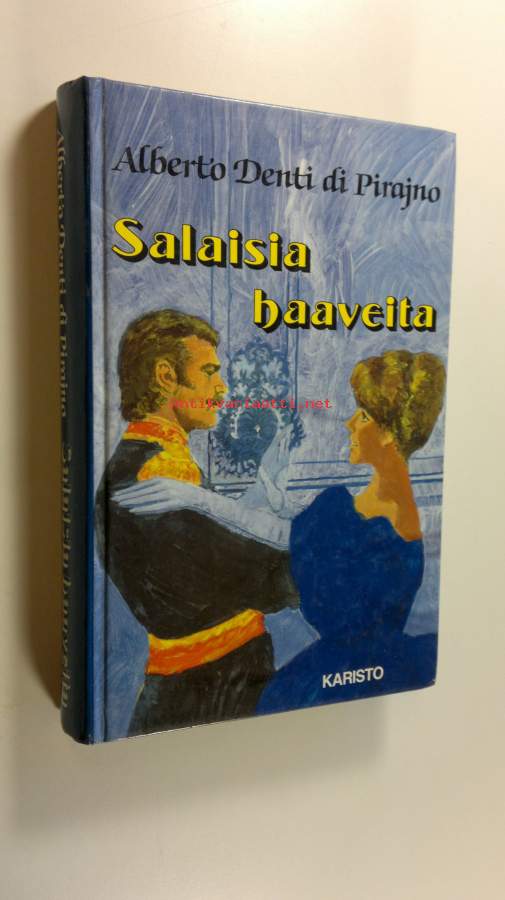 Alberto Denti di Pirajno
Salaisia
haaveita
antikvariaatti.net
KARISTO
Alberto Denti di Pirajno Salaisia haaveita